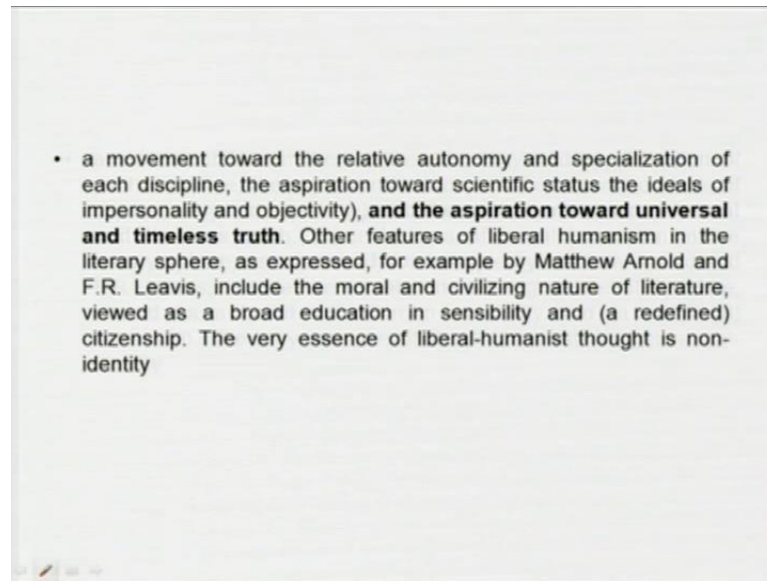 • a movement toward the relative autonomy and specialization of
each discipline, the aspiration toward scientific status the ideals of
impersonality and objectivity), and the aspiration toward universal
and timeless truth. Other features of liberal humanism in the
literary sphere, as expressed, for example by Matthew Arnold and
F.R. Leavis, include the moral and civilizing nature of literature,
viewed as a broad education in sensibility and (a redefined)
citizenship. The very essence of liberal-humanist thought is non-
identity